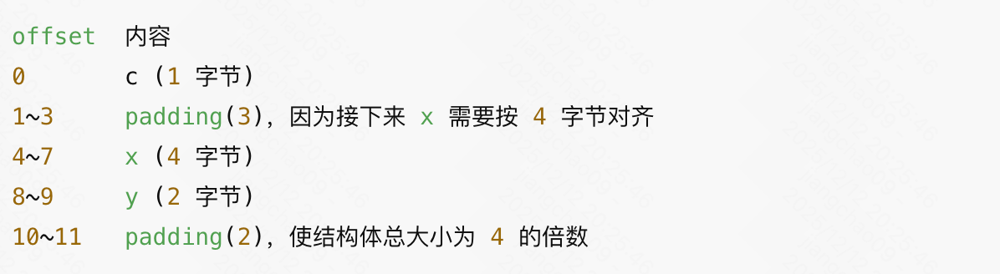 offset 内容
0 c (1 字节)
1~3 padding(3), 因为接下来 x 需要按 4 字节对齐
4~7 x (4 字节)
8~9 y (2 字节)
10~11 padding(2), 使结构体总大小为 4 的倍数